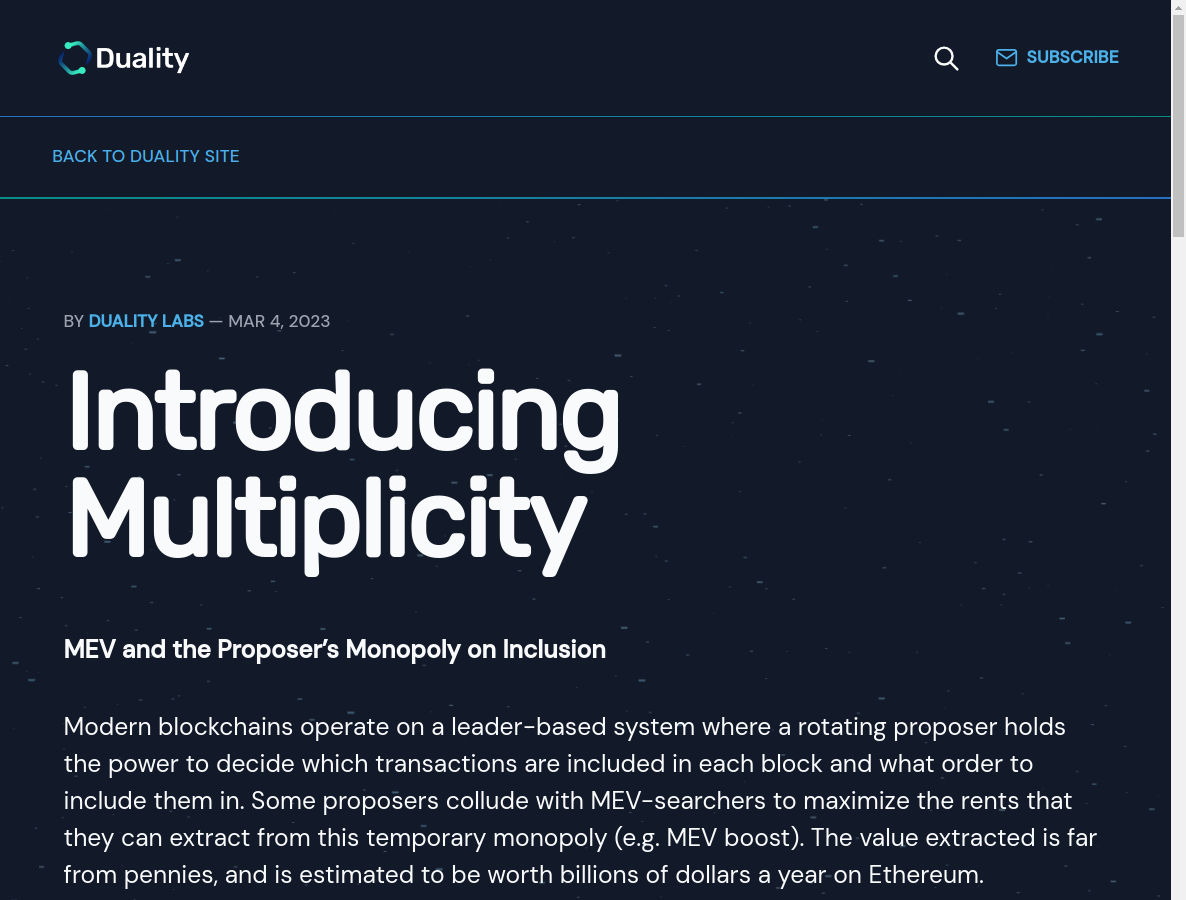 Duality
SUBSCRIBE
BACK TO DUALITY SITE
BY DUALITY LABS — MAR 4, 2023
Introducing
Multiplicity
MEV and the Proposer’s Monopoly on Inclusion
Modern blockchains operate on a leader-based system where a rotating proposer holds
the power to decide which transactions are included in each block and what order to
include them in. Some proposers collude with MEV-searchers to maximize the rents that
they can extract from this temporary monopoly (e.g. MEV boost). The value extracted is far
from pennies, and is estimated to be worth billions of dollars a year on Ethereum.